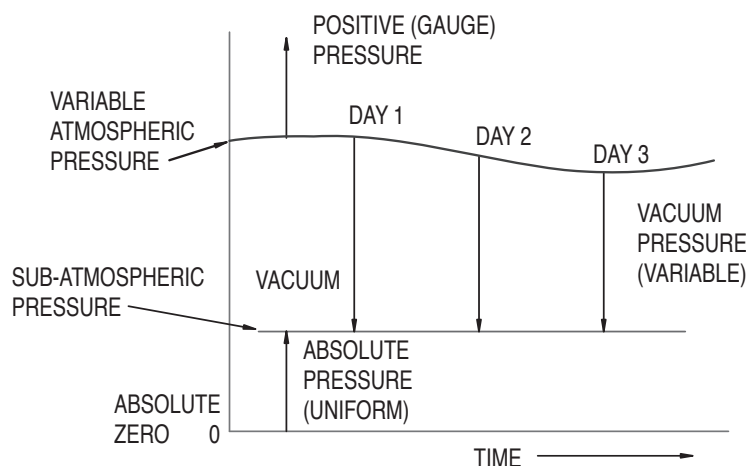 POSITIVE (GAUGE)
PRESSURE
VARIABLE
ATMOSPHERIC
PRESSURE
DAY 1
DAY 2
DAY 3
VACUUM
PRESSURE
(VARIABLE)
SUB-ATMOSPHERIC
PRESSURE
VACUUM
ABSOLUTE
PRESSURE
(UNIFORM)
ABSOLUTE
ZERO 0
TIME